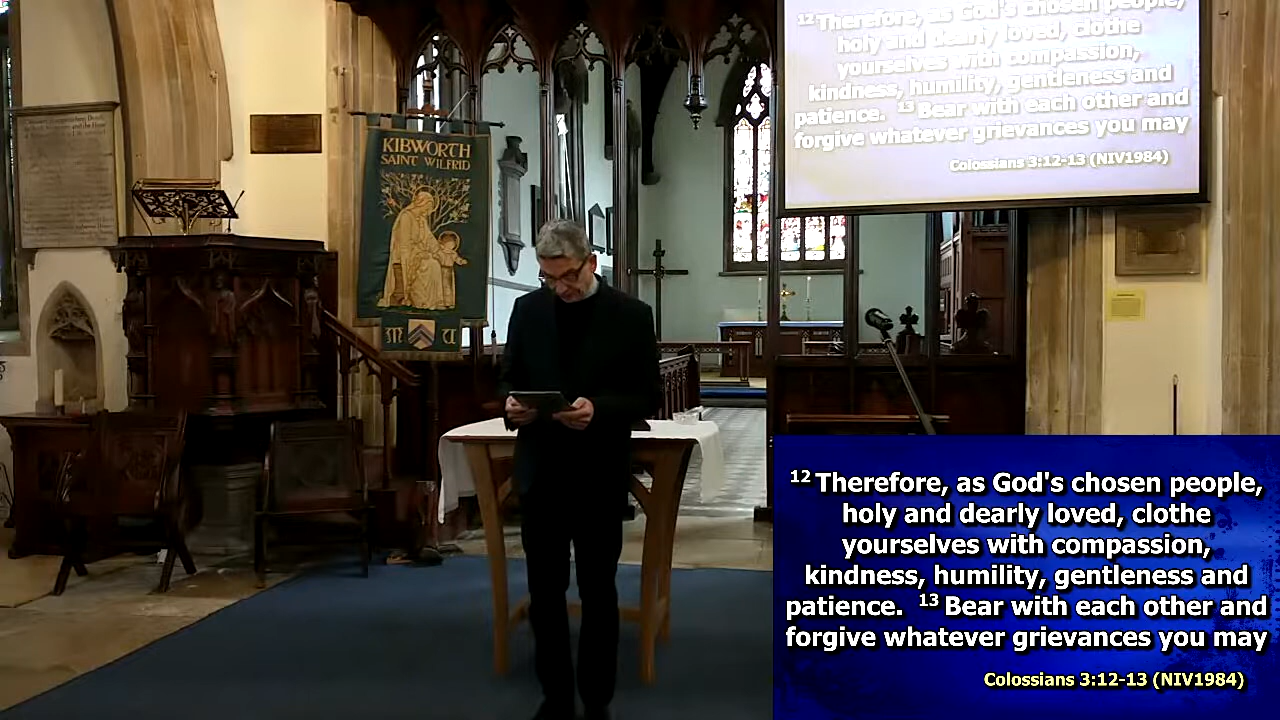 KIBWORTH
SAINT WILFRID
M U
12 Therefore, as God's chosen people,
holy and dearly loved, clothe
yourselves with compassion,
kindness, humility, gentleness and
patience. 13 Bear with each other and
forgive whatever grievances you may
Colossians 3:12-13 (NIV1984)
12 Therefore, as God's chosen people,
holy and dearly loved, clothe
yourselves with compassion,
kindness, humility, gentleness and
patience. 13 Bear with each other and
forgive whatever grievances you may
Colossians 3:12-13 (NIV1984)